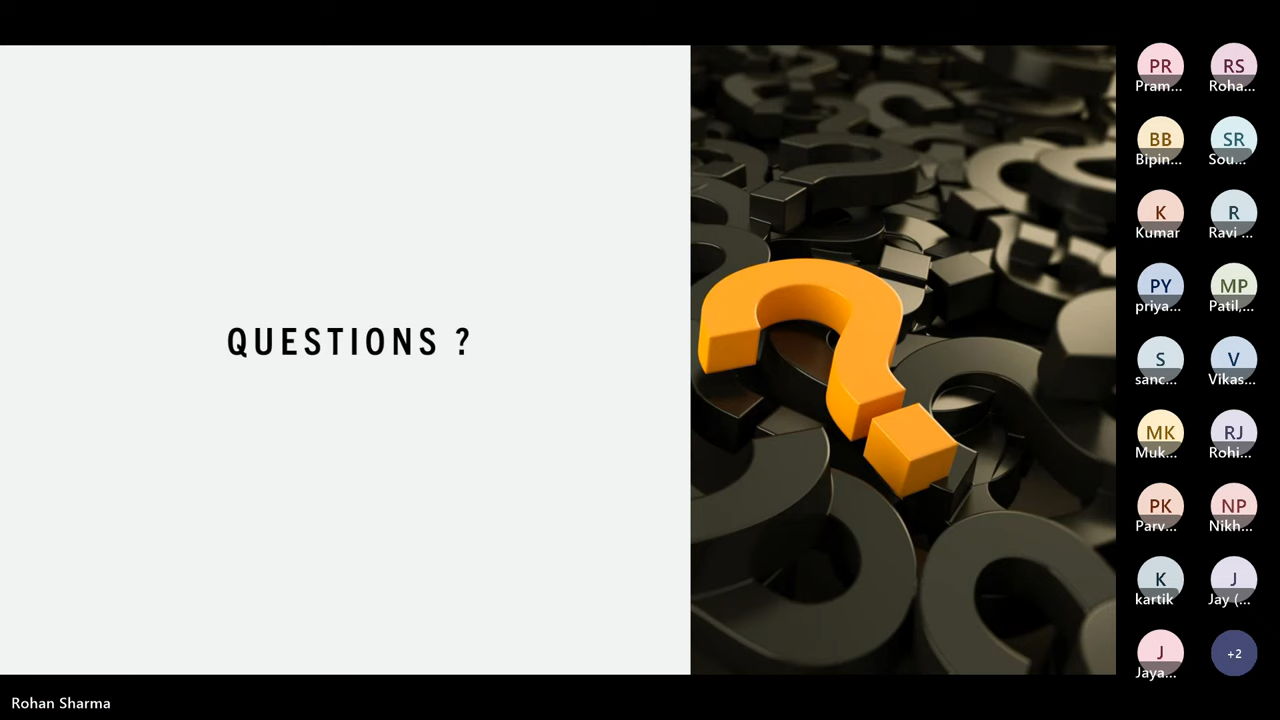 QUESTIONS ?
PR
Pram...
RS
Roha...
BB
Bipin...
SR
Sou...
K
Kumar
R
Ravi ...
PY
priya...
MP
Patil,...
S
sanc...
V
Vikas...
MK
Muk...
RJ
Rohi...
PK
Parv...
NP
Nikh...
K
kartik
J
Jay (...
J
Jaya...
+2
Rohan Sharma